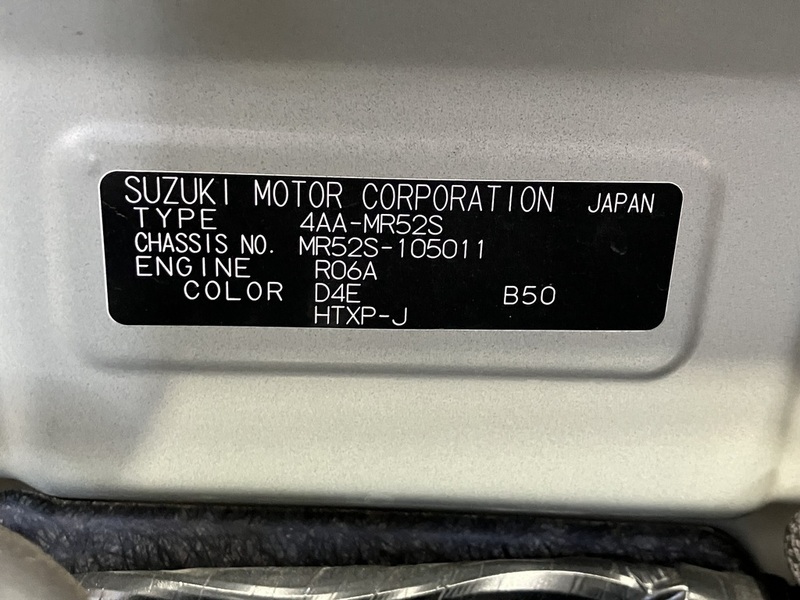 SUZUKI MOTOR CORPORATION JAPAN
TYPE 4AA-MR52S
CHASSIS NO. MR52S-105011
ENGINE R06A
COLOR D4E B50
HTXP-J